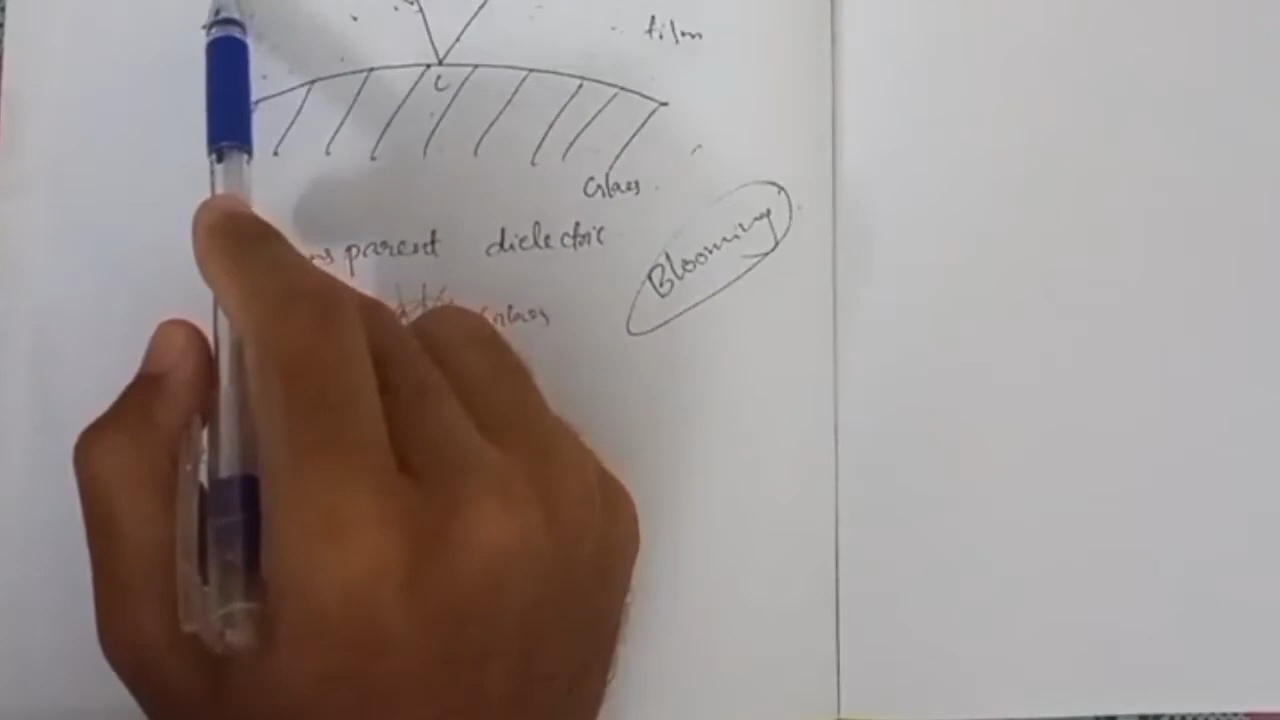 film
C
Glass
parent dielectric
Blooming
Glass